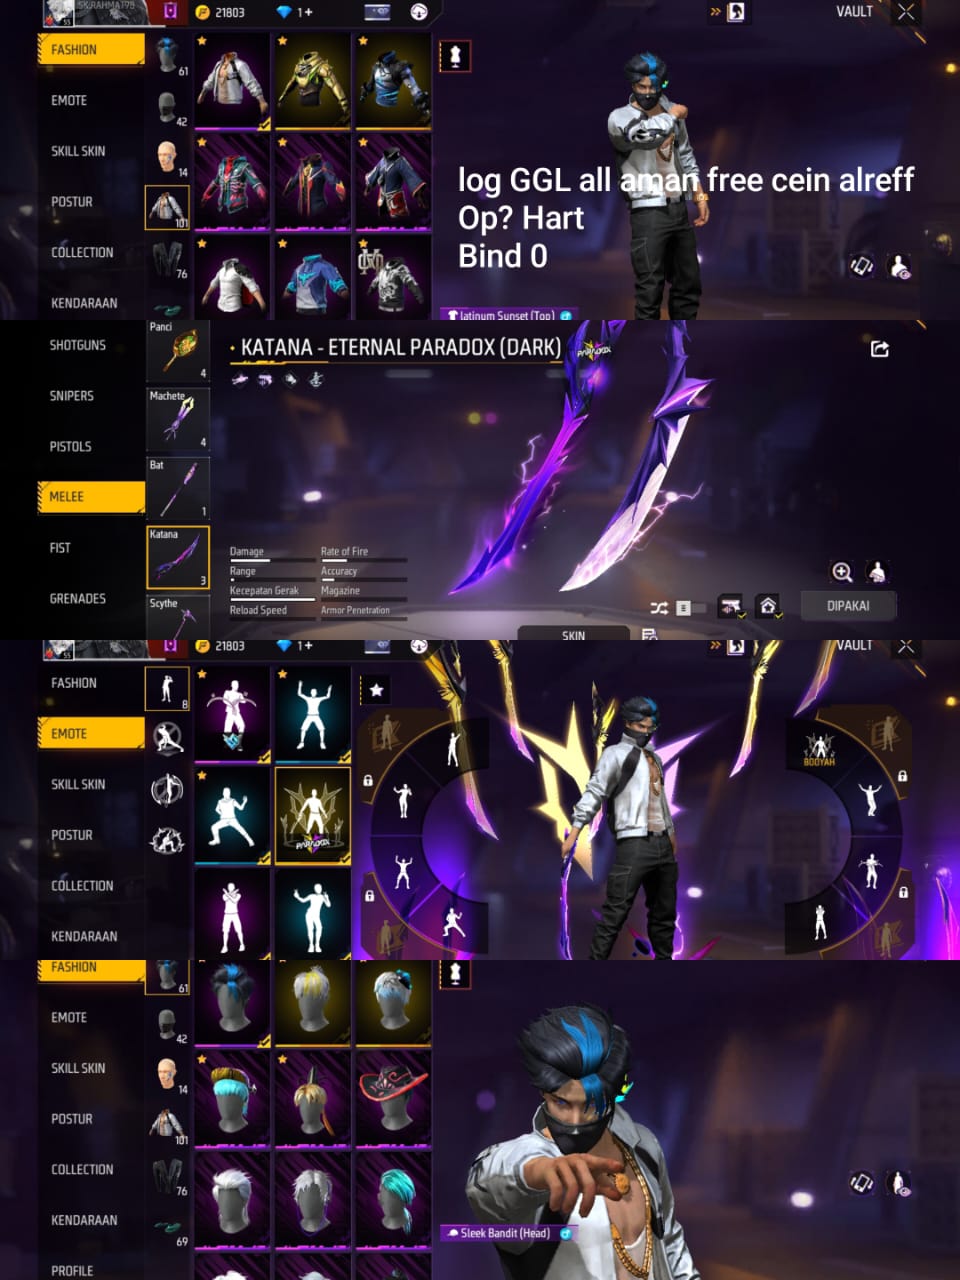 SK.RAHMAT98
55
21803
1+
VAULT
FASHION
61
EMOTE
42
SKILL SKIN
14
POSTUR
101
COLLECTION
76
KENDARAAN
log GGL all aman free cein alreff
Op? Hart
Bind 0
latinum Sunset (Top)
SHOTGUNS
Panci
4
KATANA - ETERNAL PARADOX (DARK)
PARADOX
SNIPERS
Machete
4
PISTOLS
Bat
1
MELEE
Katana
3
FIST
Scythe
GRENADES
Damage
Rate of Fire
Range
Accuracy
Kecepatan Gerak
Magazine
Reload Speed
Armor Penetration
DIPAKAI
SKIN
55
21803
1+
VAULT
FASHION
8
EMOTE
SKILL SKIN
POSTUR
COLLECTION
KENDARAAN
PARADOX
BOOYAH
FASHION
61
EMOTE
42
SKILL SKIN
14
POSTUR
101
COLLECTION
76
KENDARAAN
69
PROFILE
Sleek Bandit (Head)